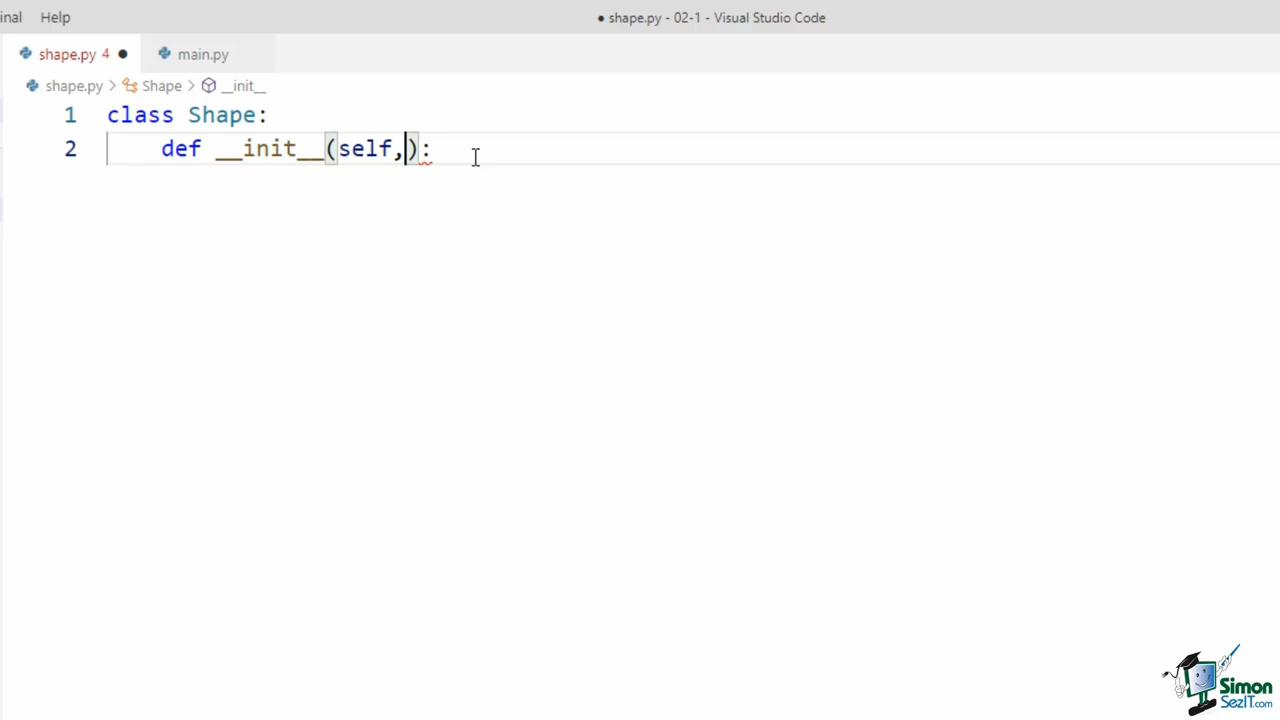 inal Help ● shape.py - 02-1 - Visual Studio Code
shape.py 4 ● main.py
shape.py > Shape > __init__
1 class Shape:
2 def __init__(self,):
Simon
SezIT.com